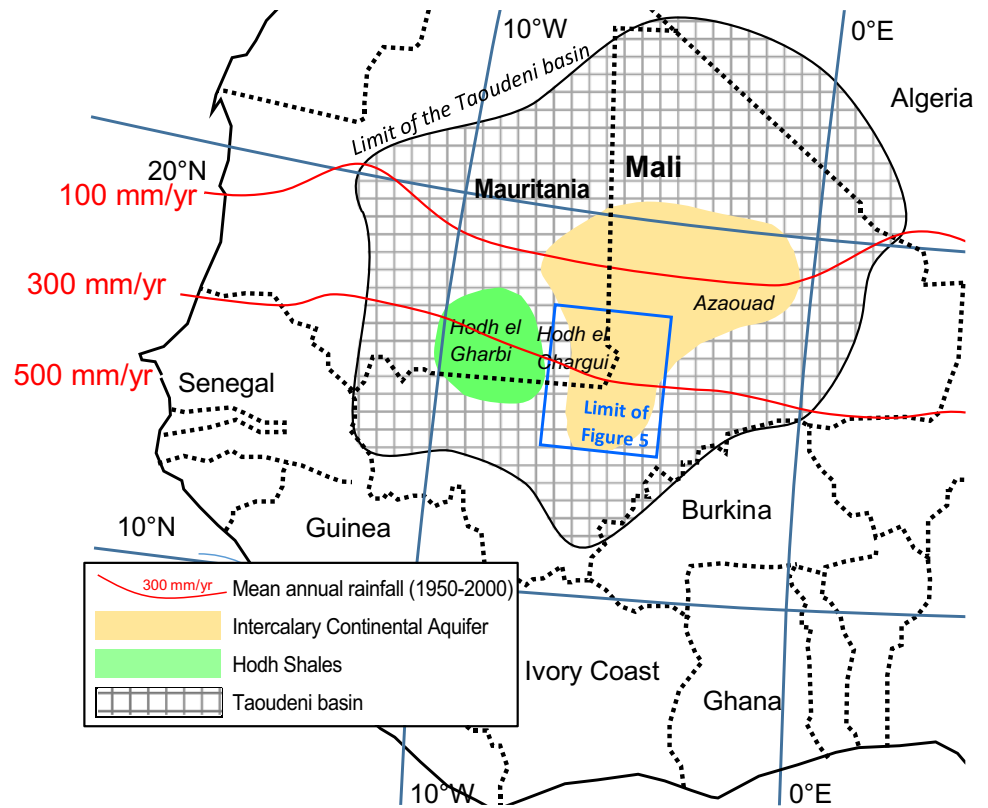 10°W
0°E
Limit of the Taoudeni basin
Algeria
20°N
Mali
Mauritania
100 mm/yr
300 mm/yr
Azaouad
Hodh el
Gharbi
Hodh el
Chargui
500 mm/yr
Senegal
Limit of
Figure 5
Burkina
10°N
Guinea
300 mm/yr
Mean annual rainfall (1950-2000)
Intercalary Continental Aquifer
Hodh Shales
Taoudeni basin
Ivory Coast
Ghana
10°W
0°E